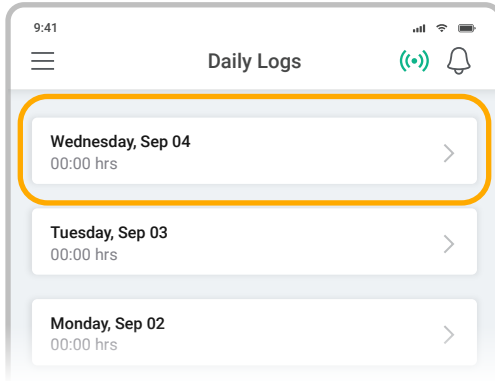 9:41
Daily Logs
Wednesday, Sep 04
00:00 hrs
Tuesday, Sep 03
00:00 hrs
Monday, Sep 02
00:00 hrs